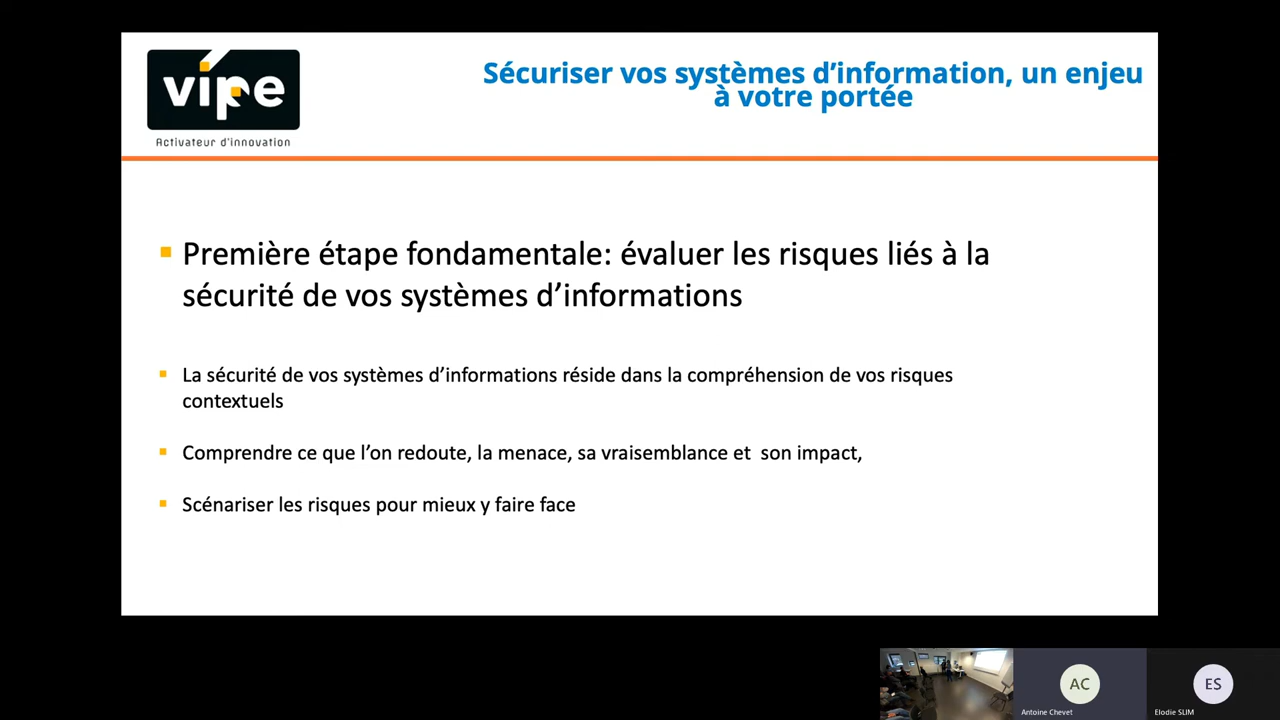 vipe
Activateur d'innovation
Sécuriser vos systèmes d’information, un enjeu
à votre portée
Première étape fondamentale: évaluer les risques liés à la
sécurité de vos systèmes d’informations
La sécurité de vos systèmes d’informations réside dans la compréhension de vos risques
contextuels
Comprendre ce que l’on redoute, la menace, sa vraisemblance et son impact,
Scénariser les risques pour mieux y faire face
AC
ES
Antoine Chevet
Elodie SLIM